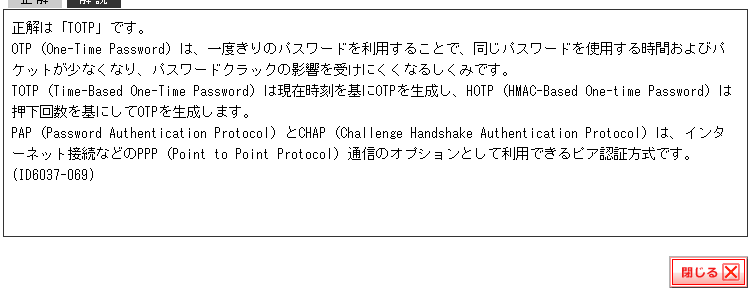 正解 解説
正解は「TOTP」です。
OTP（One-Time Password）は、一度きりのパスワードを利用することで、同じパスワードを使用する時間およびパ
ケットが少なくなり、パスワードクラックの影響を受けにくくなるしくみです。
TOTP（Time-Based One-Time Password）は現在時刻を基にOTPを生成し、HOTP（HMAC-Based One-time Password）は
押下回数を基にしてOTPを生成します。
PAP（Password Authentication Protocol）とCHAP（Challenge Handshake Authentication Protocol）は、インタ
ーネット接続などのPPP（Point to Point Protocol）通信のオプションとして利用できるピア認証方式です。
(ID6037-069)
閉じる